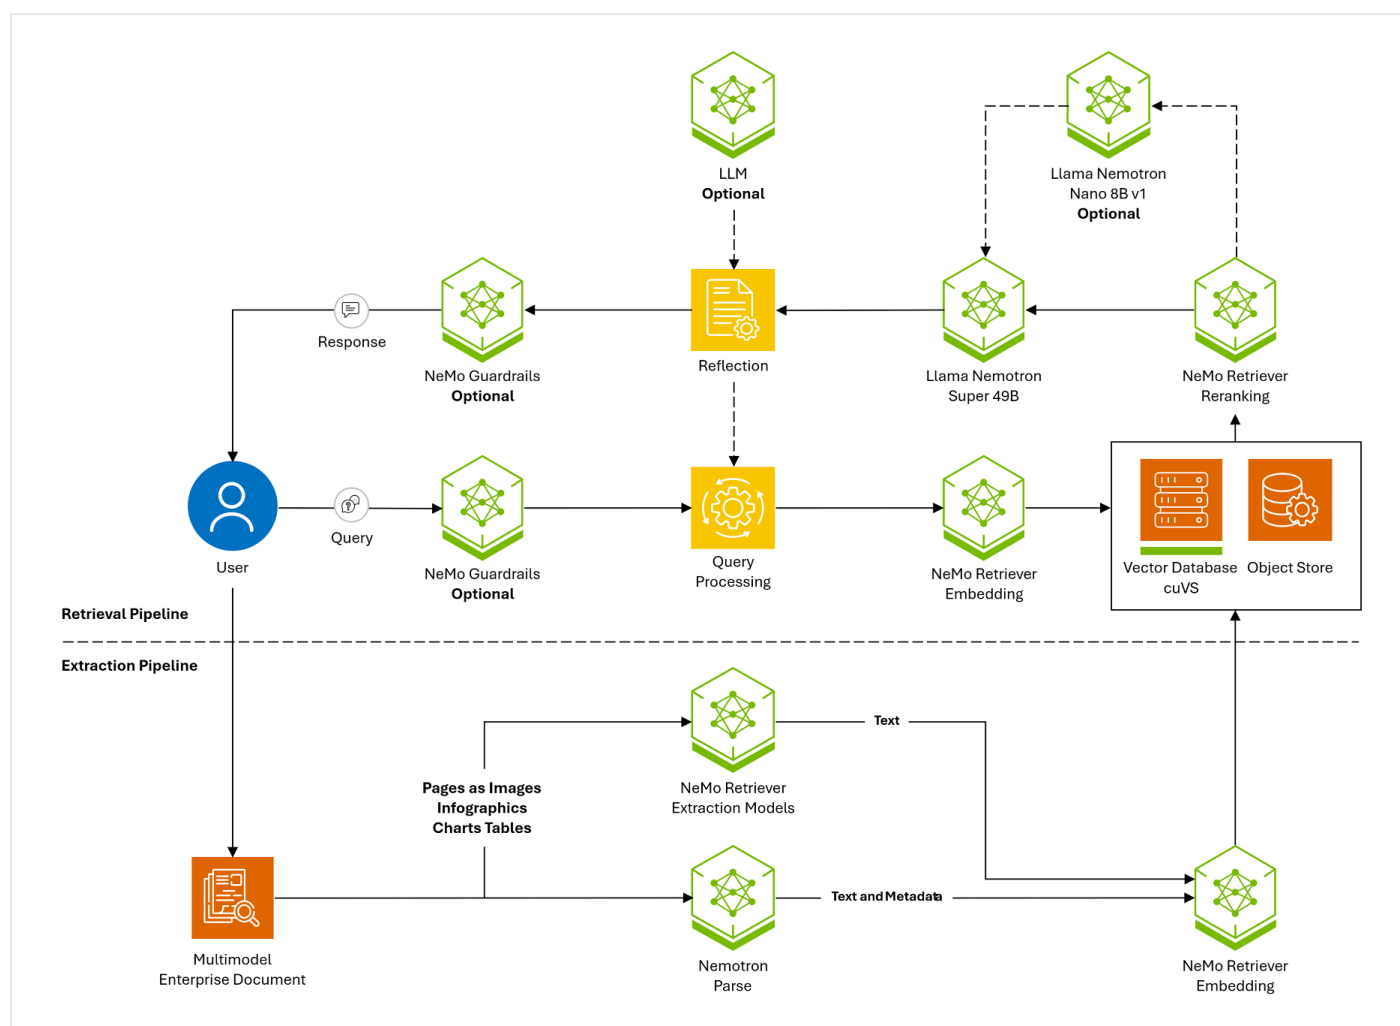 LLM
Optional
Llama Nemotron
Nano 8B v1
Optional
Response
NeMo Guardrails
Optional
Reflection
Llama Nemotron
Super 49B
NeMo Retriever
Reranking
User
Query
NeMo Guardrails
Optional
Query
Processing
NeMo Retriever
Embedding
Vector Database
cuVS
Object Store
Retrieval Pipeline
Extraction Pipeline
Pages as Images
Infographics
Charts Tables
NeMo Retriever
Extraction Models
Text
Multimodel
Enterprise Document
Nemotron
Parse
Text and Metadata
NeMo Retriever
Embedding